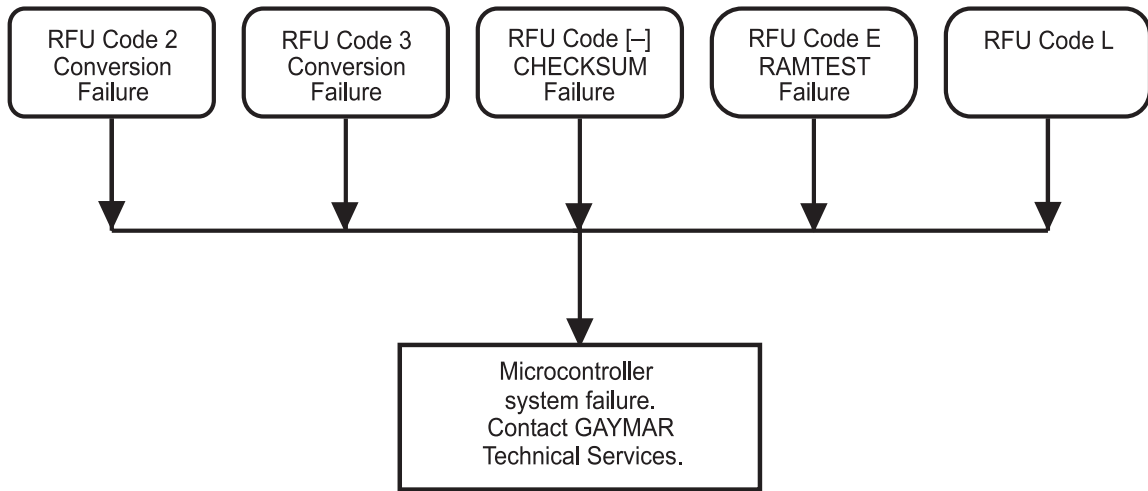 RFU Code 2
Conversion
Failure
RFU Code 3
Conversion
Failure
RFU Code [–]
CHECKSUM
Failure
RFU Code E
RAMTEST
Failure
RFU Code L
Microcontroller
system failure.
Contact GAYMAR
Technical Services.